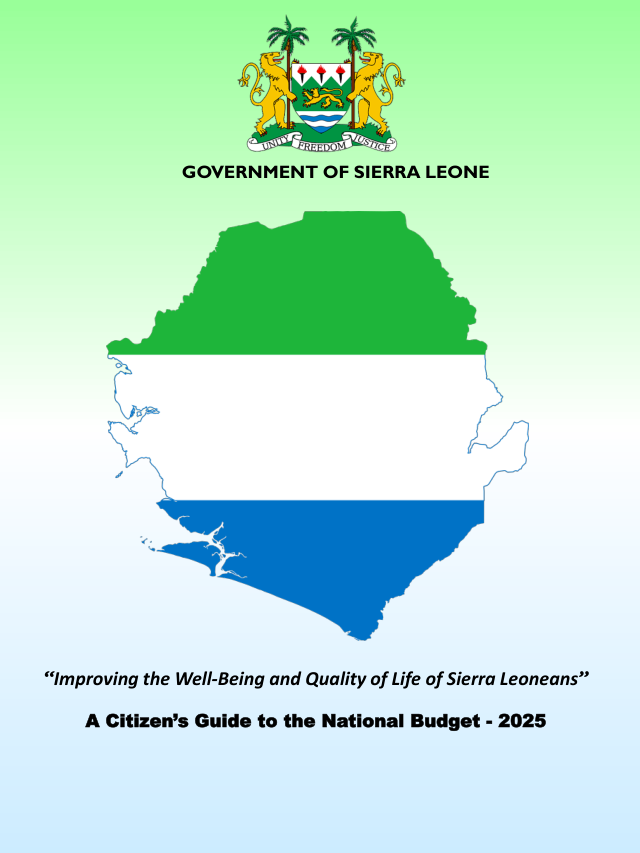 UNITY FREEDOM JUSTICE
GOVERNMENT OF SIERRA LEONE
“Improving the Well-Being and Quality of Life of Sierra Leoneans”
A Citizen’s Guide to the National Budget - 2025